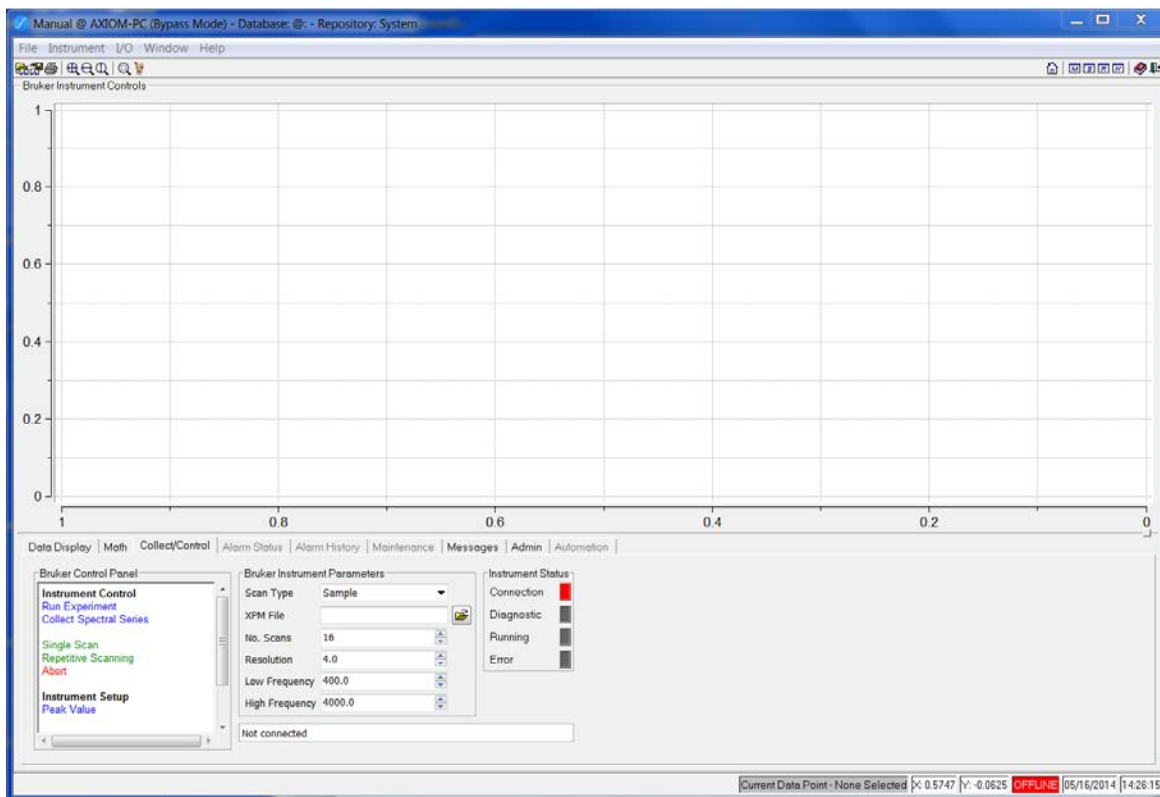 Manual @ AXIOM-PC (Bypass Mode) - Database: @: - Repository: System
File Instrument I/O Window Help
Bruker Instrument Controls
1
0.8
0.6
0.4
0.2
0
1 0.8 0.6 0.4 0.2 0
Data Display Math Collect/Control Alarm Status Alarm History Maintenance Messages Admin Automation
Bruker Control Panel
Instrument Control
Run Experiment
Collect Spectral Series
Single Scan
Repetitive Scanning
Abort
Instrument Setup
Peak Value
Bruker Instrument Parameters
Scan Type Sample
XPM File
No. Scans 16
Resolution 4.0
Low Frequency 400.0
High Frequency 4000.0
Not connected
Instrument Status
Connection
Diagnostic
Running
Error
Current Data Point - None Selected X: 0.5747 Y: -0.0625 OFFLINE 05/16/2014 14:26:15